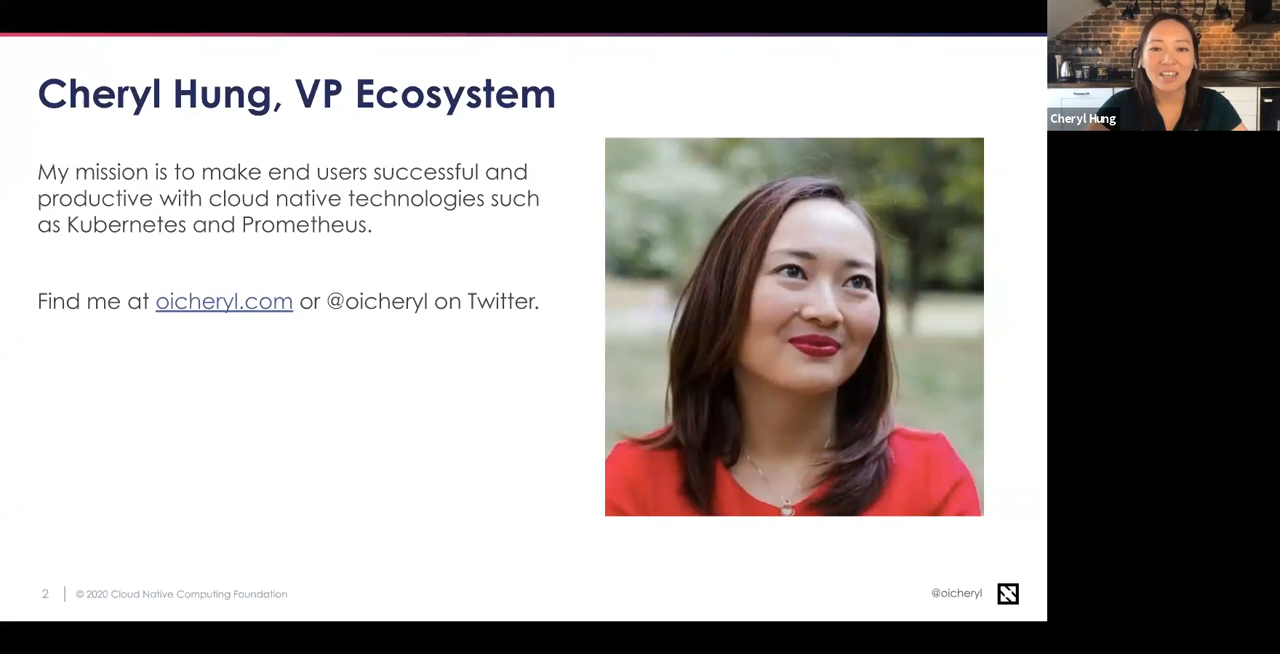 Cheryl Hung, VP Ecosystem
My mission is to make end users successful and
productive with cloud native technologies such
as Kubernetes and Prometheus.
Find me at oicheryl.com or @oicheryl on Twitter.
2
© 2020 Cloud Native Computing Foundation
@oicheryl
Cheryl Hung